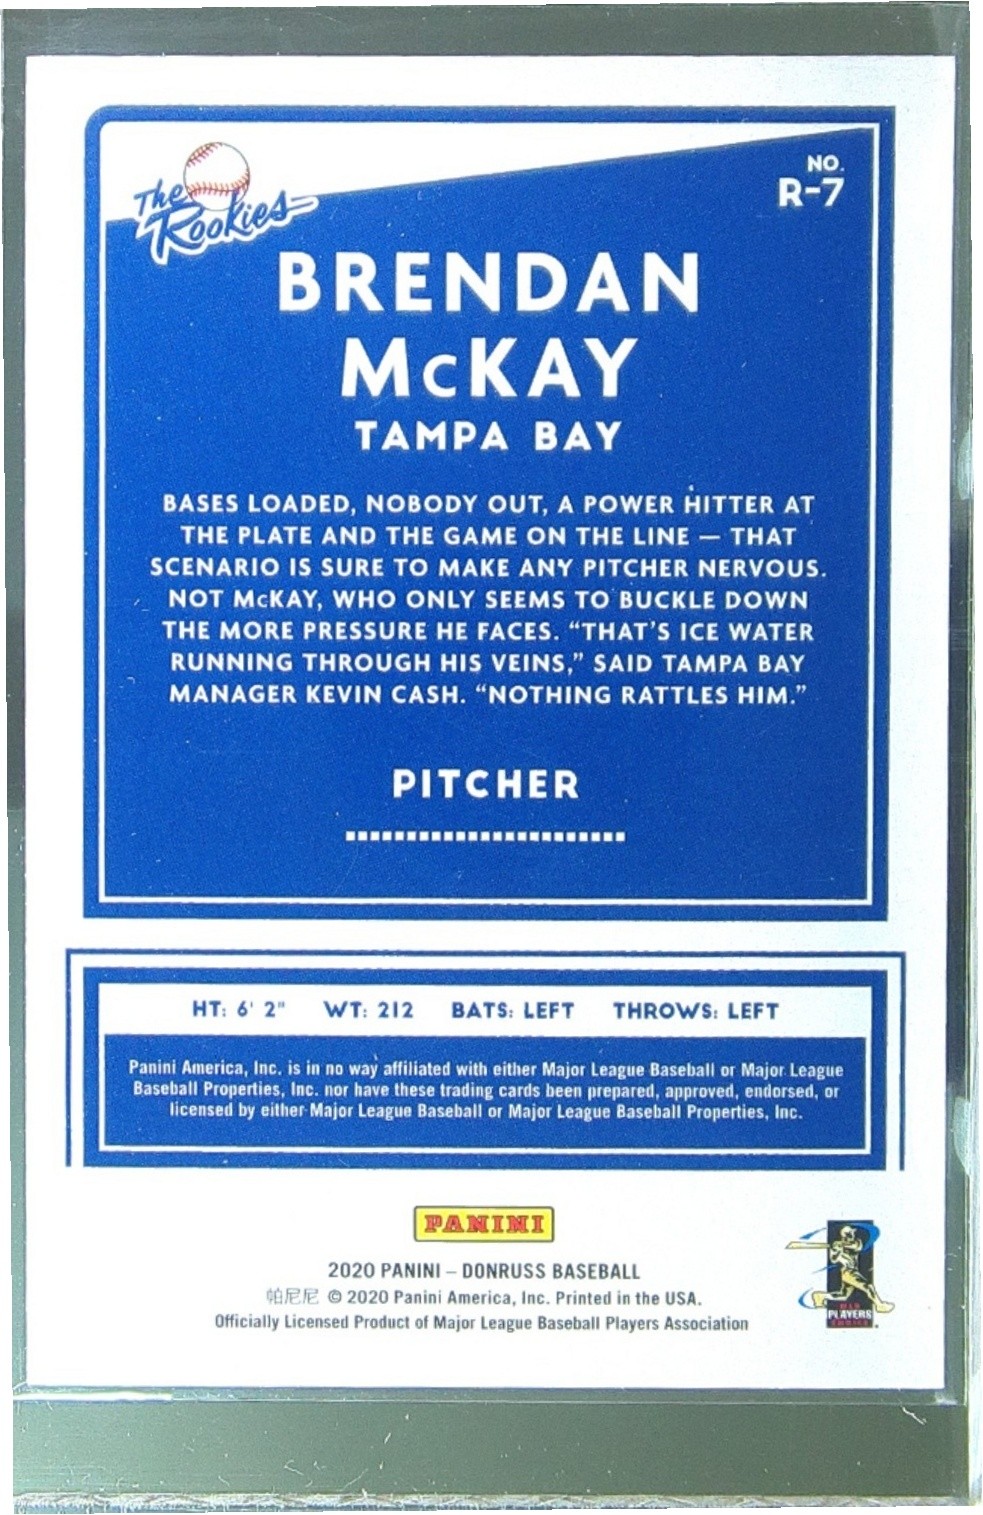 The
Rookies
NO.
R-7
BRENDAN
McKAY
TAMPA BAY
BASES LOADED, NOBODY OUT, A POWER HITTER AT
THE PLATE AND THE GAME ON THE LINE — THAT
SCENARIO IS SURE TO MAKE ANY PITCHER NERVOUS.
NOT McKAY, WHO ONLY SEEMS TO BUCKLE DOWN
THE MORE PRESSURE HE FACES. “THAT’S ICE WATER
RUNNING THROUGH HIS VEINS,” SAID TAMPA BAY
MANAGER KEVIN CASH. “NOTHING RATTLES HIM.”
PITCHER
HT: 6' 2" WT: 212 BATS: LEFT THROWS: LEFT
Panini America, Inc. is in no way affiliated with either Major League Baseball or Major League
Baseball Properties, Inc. nor have these trading cards been prepared, approved, endorsed, or
licensed by either Major League Baseball or Major League Baseball Properties, Inc.
PANINI
2020 PANINI – DONRUSS BASEBALL
帕尼尼 © 2020 Panini America, Inc. Printed in the USA.
Officially Licensed Product of Major League Baseball Players Association
MLB
PLAYERS
CHOICE